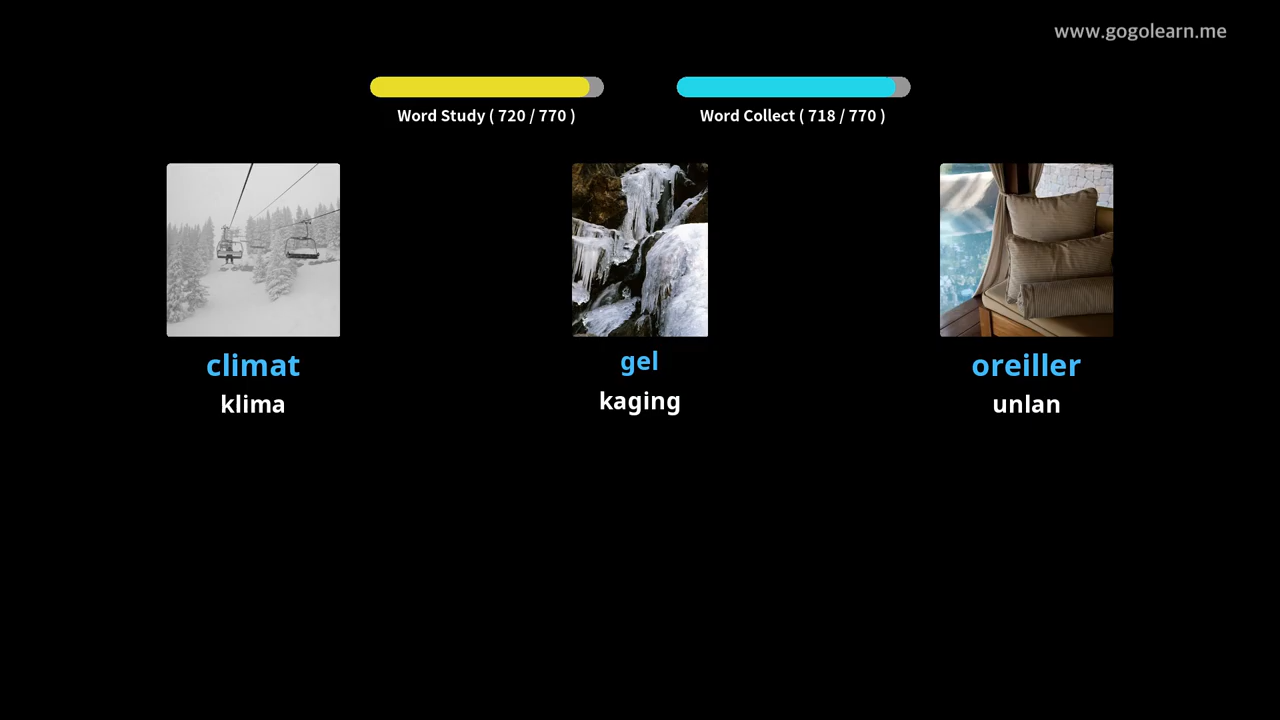 www.gogolearn.me
Word Study ( 720 / 770 )
Word Collect ( 718 / 770 )
climat
klima
gel
kaging
oreiller
unlan